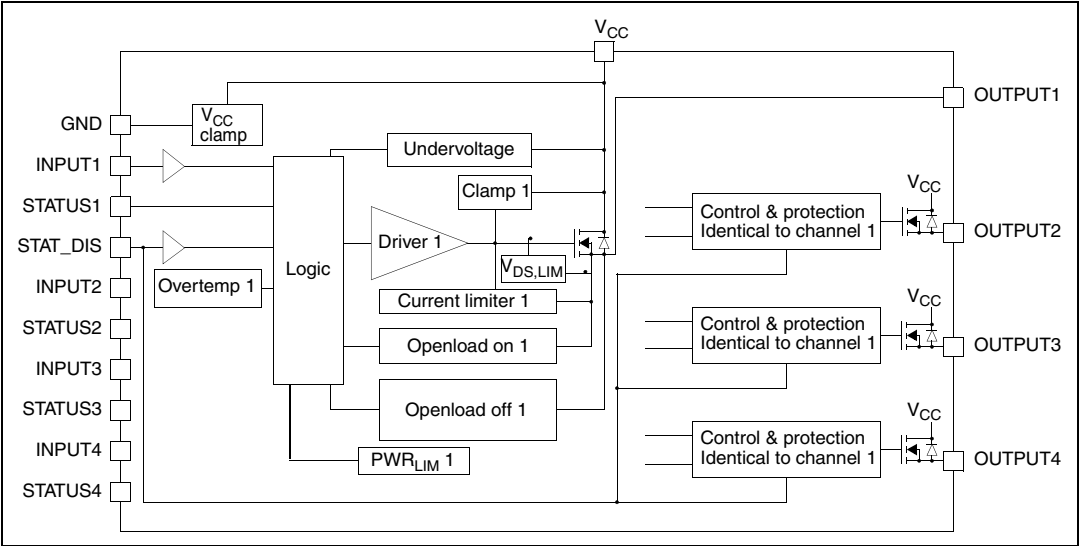 VCC
OUTPUT1
GND
VCC
clamp
INPUT1
Undervoltage
Clamp 1
STATUS1
STAT_DIS
Driver 1
Logic
VDS,LIM
Overtemp 1
INPUT2
Current limiter 1
STATUS2
Openload on 1
INPUT3
STATUS3
Openload off 1
INPUT4
PWRLIM 1
STATUS4
VCC
Control & protection
Identical to channel 1
OUTPUT2
VCC
Control & protection
Identical to channel 1
OUTPUT3
VCC
Control & protection
Identical to channel 1
OUTPUT4